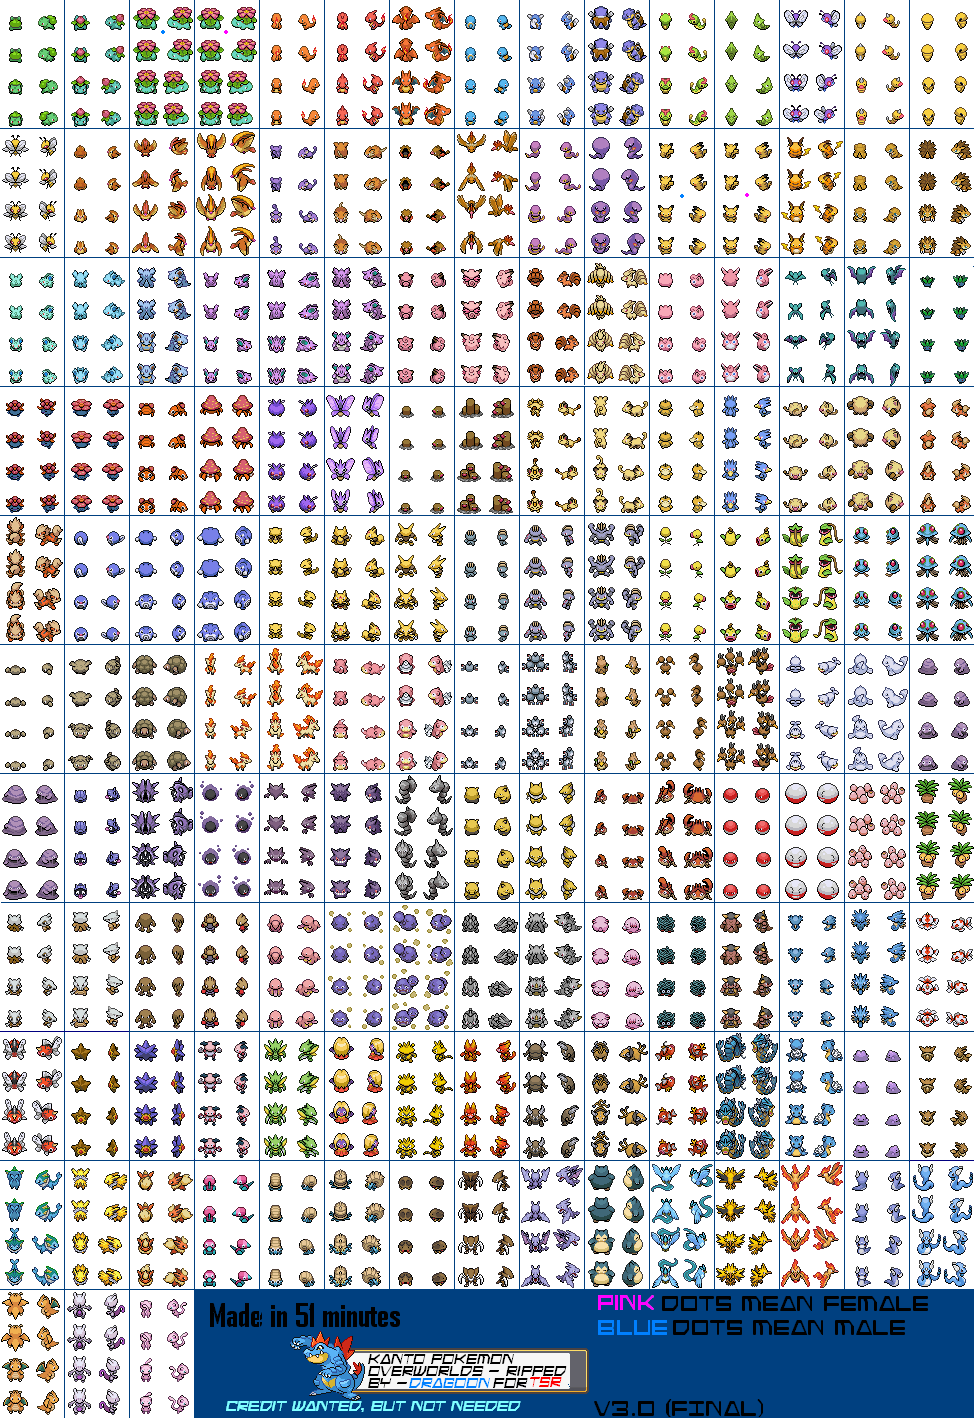 Made in 51 minutes
PINK DOTS MEAN FEMALE
BLUE DOTS MEAN MALE
KANTO POKEMON
OVERWORLDS - RIPPED
BY - DRAGOON FOR TSR
CREDIT WANTED, BUT NOT NEEDED
V3.0 (FINAL)